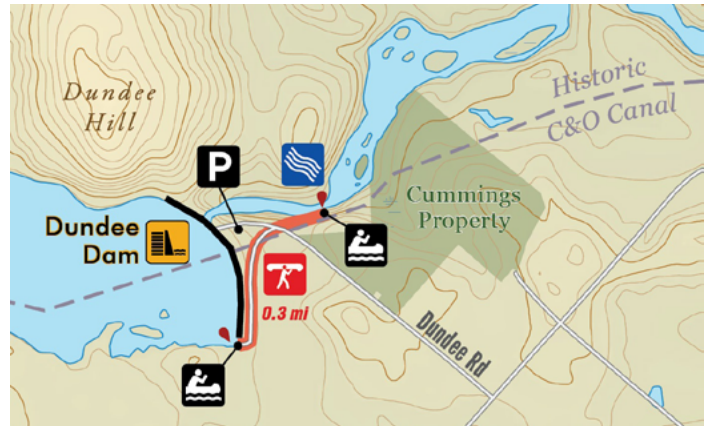 Dundee
Hill
Historic
C&O Canal
P
Cummings
Property
Dundee
Dam
0.3 mi
Dundee Rd